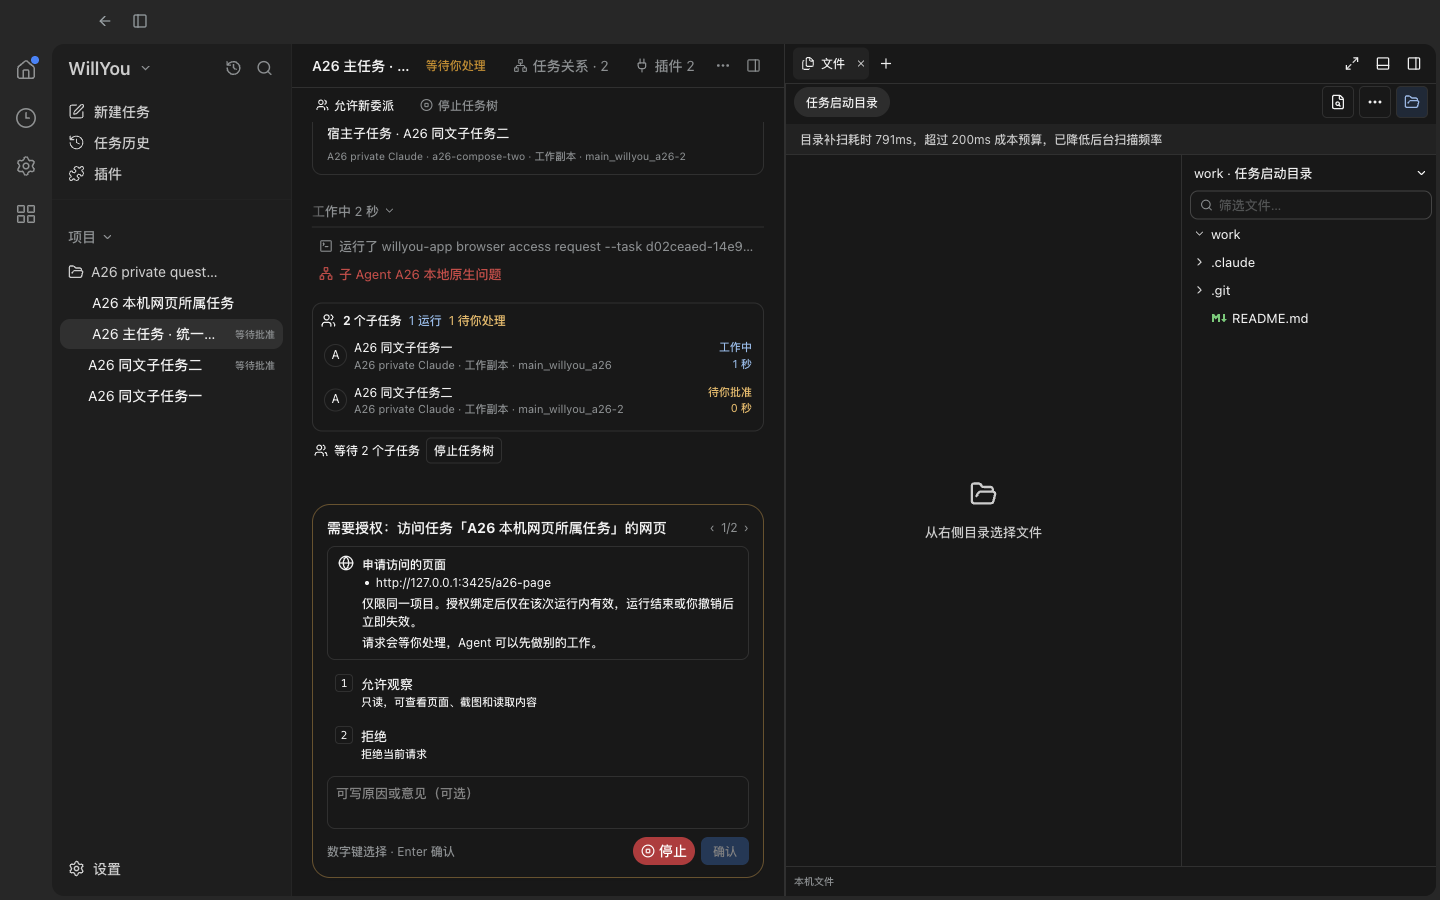 WillYou
新建任务
任务历史
插件
项目
A26 private quest...
A26 本机网页所属任务
A26 主任务 · 统一... 等待批准
A26 同文子任务二 等待批准
A26 同文子任务一
设置
A26 主任务 · ... 等待你处理 任务关系 · 2 插件 2
允许新委派 停止任务树
宿主子任务 · A26 同文子任务二
A26 private Claude · a26-compose-two · 工作副本 · main_willyou_a26-2
工作中 2 秒
运行了 willyou-app browser access request --task d02ceaed-14e9...
子 Agent A26 本地原生问题
2 个子任务 1 运行 1 待你处理
A
A26 同文子任务一 工作中
A26 private Claude · 工作副本 · main_willyou_a26 1 秒
A
A26 同文子任务二 待你批准
A26 private Claude · 工作副本 · main_willyou_a26-2 0 秒
等待 2 个子任务 停止任务树
需要授权：访问任务「A26 本机网页所属任务」的网页 ‹ 1/2 ›
申请访问的页面
• http://127.0.0.1:3425/a26-page
仅限同一项目。授权绑定后仅在该次运行内有效，运行结束或你撤销后
立即失效。
请求会等你处理，Agent 可以先做别的工作。
1 允许观察
只读，可查看页面、截图和读取内容
2 拒绝
拒绝当前请求
可写原因或意见（可选）
数字键选择 · Enter 确认 停止 确认
文件 × +
任务启动目录
目录补扫耗时 791ms，超过 200ms 成本预算，已降低后台扫描频率
从右侧目录选择文件
work · 任务启动目录
筛选文件...
work
.claude
.git
M↓ README.md
本机文件